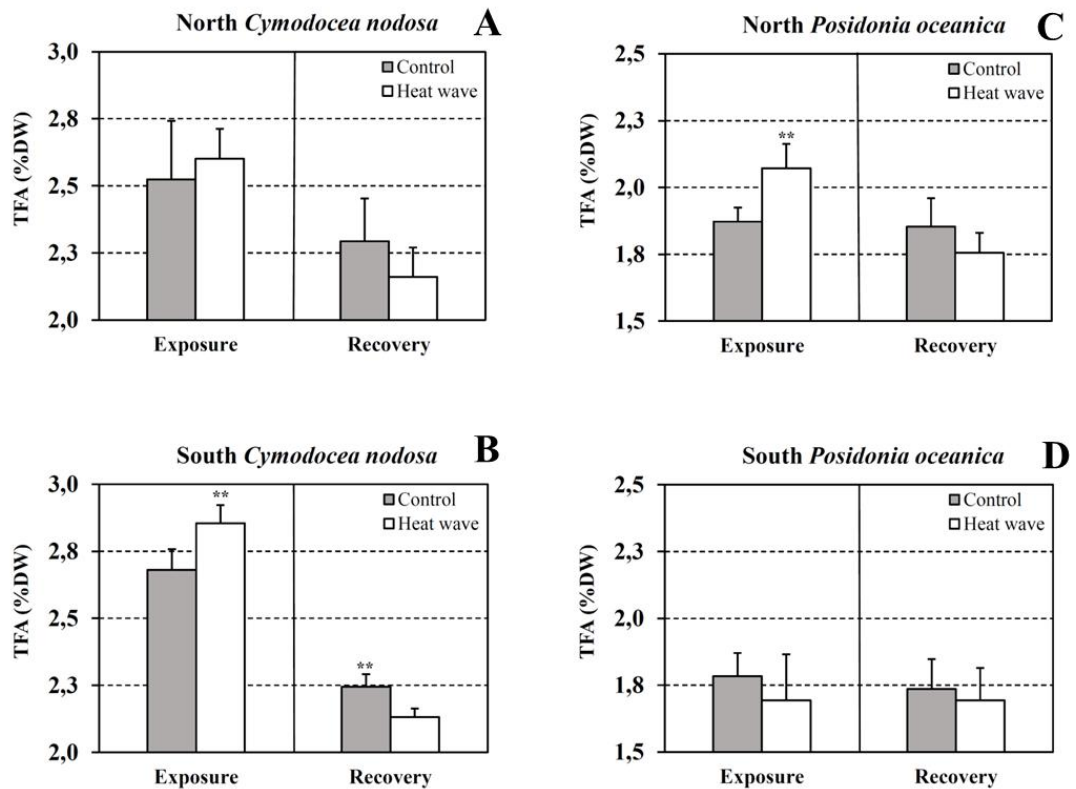 North Cymodocea nodosa
A
3,0
2,8
2,5
2,3
2,0
TFA (%DW)
Control
Heat wave
Exposure
Recovery
North Posidonia oceanica
C
2,5
2,3
2,0
1,8
1,5
TFA (%DW)
Control
Heat wave
**
Exposure
Recovery
South Cymodocea nodosa
B
3,0
2,8
2,5
2,3
2,0
TFA (%DW)
Control
Heat wave
**
**
Exposure
Recovery
South Posidonia oceanica
D
2,5
2,3
2,0
1,8
1,5
TFA (%DW)
Control
Heat wave
Exposure
Recovery